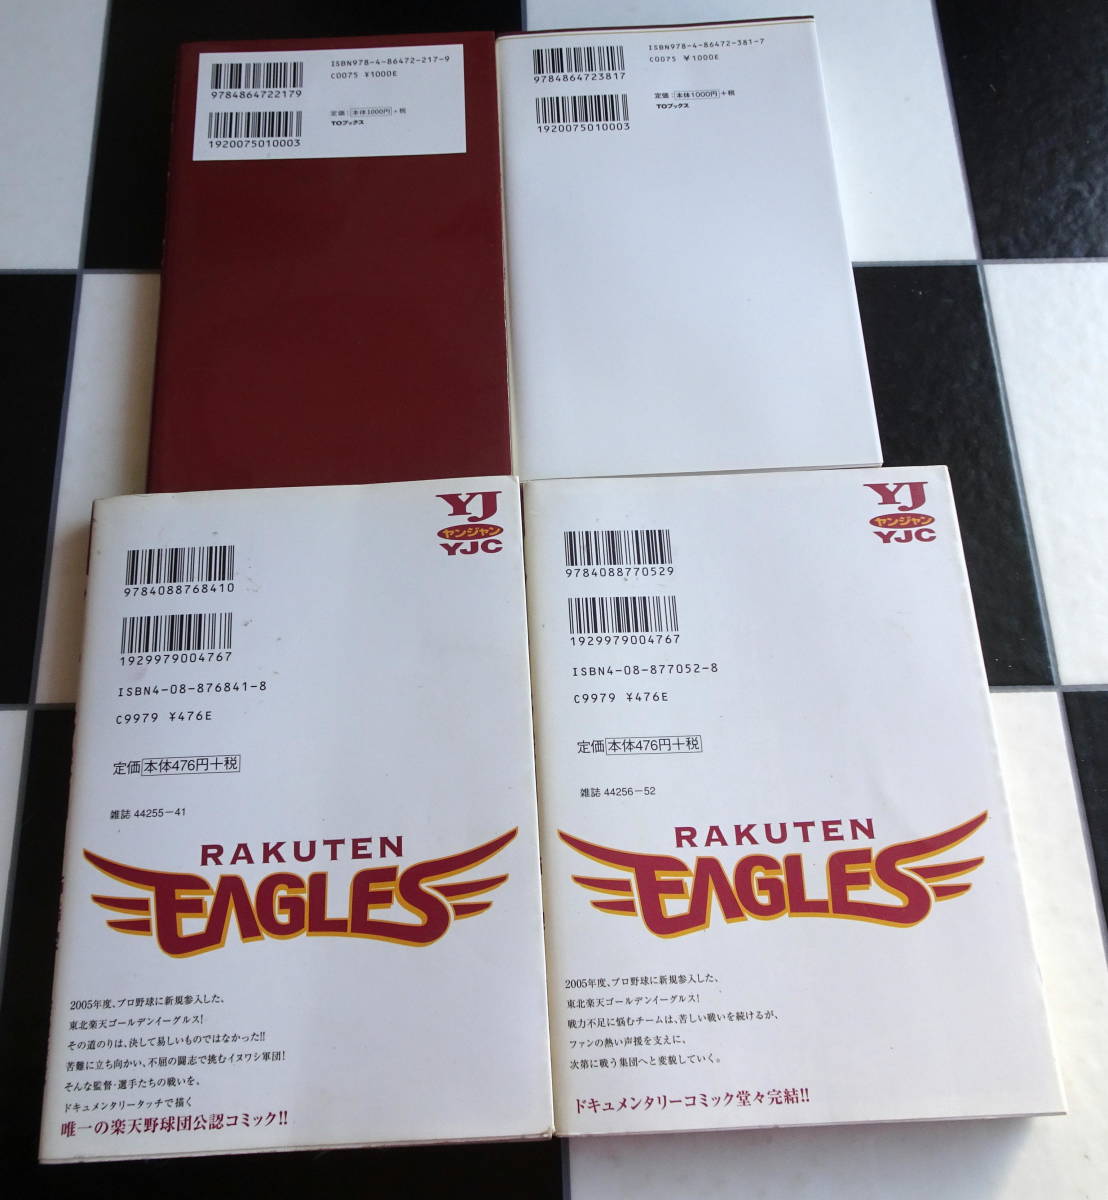 ISBN978-4-86472-217-9
C0075 ¥1000E
9784864722179
定価:本体1000円+税
TOブックス
1920075010003
ISBN978-4-86472-381-7
C0075 ¥1000E
9784864723817
定価:本体1000円+税
TOブックス
1920075010003
YJ
ヤンジャン
YJC
9784088768410
1929979004767
ISBN4-08-876841-8
C9979 ¥476E
定価 本体476円+税
雑誌 44255-41
RAKUTEN
EAGLES
2005年度、プロ野球に新規参入した、
東北楽天ゴールデンイーグルス!
その道のりは、決して易しいものではなかった!!
苦難に立ち向かい、不屈の闘志で挑むイヌワシ軍団!
そんな監督・選手たちの戦いを、
ドキュメンタリータッチで描く
唯一の楽天野球団公認コミック!!
YJ
ヤンジャン
YJC
9784088770529
1929979004767
ISBN4-08-877052-8
C9979 ¥476E
定価 本体476円+税
雑誌 44256-52
RAKUTEN
EAGLES
2005年度、プロ野球に新規参入した、
東北楽天ゴールデンイーグルス!
戦力不足に悩むチームは、苦しい戦いを続けるが、
ファンの熱い声援を支えに、
次第に戦う集団へと変貌していく。
ドキュメンタリーコミック堂々完結!!